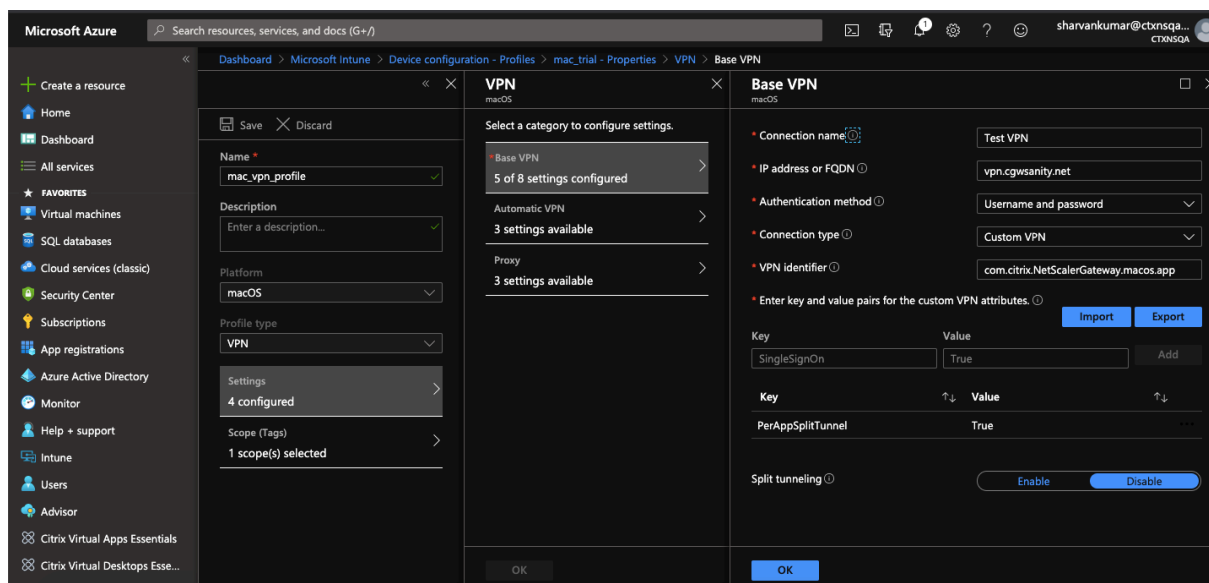 Microsoft Azure
Search resources, services, and docs (G+/)
1
sharvankumar@ctxnsqa...
CTXNSQA
«
Create a resource
Home
Dashboard
All services
FAVORITES
Virtual machines
SQL databases
Cloud services (classic)
Security Center
Subscriptions
App registrations
Azure Active Directory
Monitor
Help + support
Intune
Users
Advisor
Citrix Virtual Apps Essentials
Citrix Virtual Desktops Esse...
Dashboard > Microsoft Intune > Device configuration - Profiles > mac_trial - Properties > VPN > Base VPN
«
Save Discard
Name *
mac_vpn_profile
Description
Enter a description...
Platform
macOS
Profile type
VPN
Settings
4 configured
Scope (Tags)
1 scope(s) selected
VPN
macOS
Select a category to configure settings.
* Base VPN
5 of 8 settings configured
Automatic VPN
3 settings available
Proxy
3 settings available
OK
Base VPN
macOS
* Connection name Test VPN
* IP address or FQDN vpn.cgwsanity.net
* Authentication method Username and password
* Connection type Custom VPN
* VPN identifier com.citrix.NetScalerGateway.macos.app
* Enter key and value pairs for the custom VPN attributes.
Import Export
Key Value
SingleSignOn True Add
Key ↑↓ Value ↑↓
PerAppSplitTunnel True ...
Split tunneling Enable Disable
OK